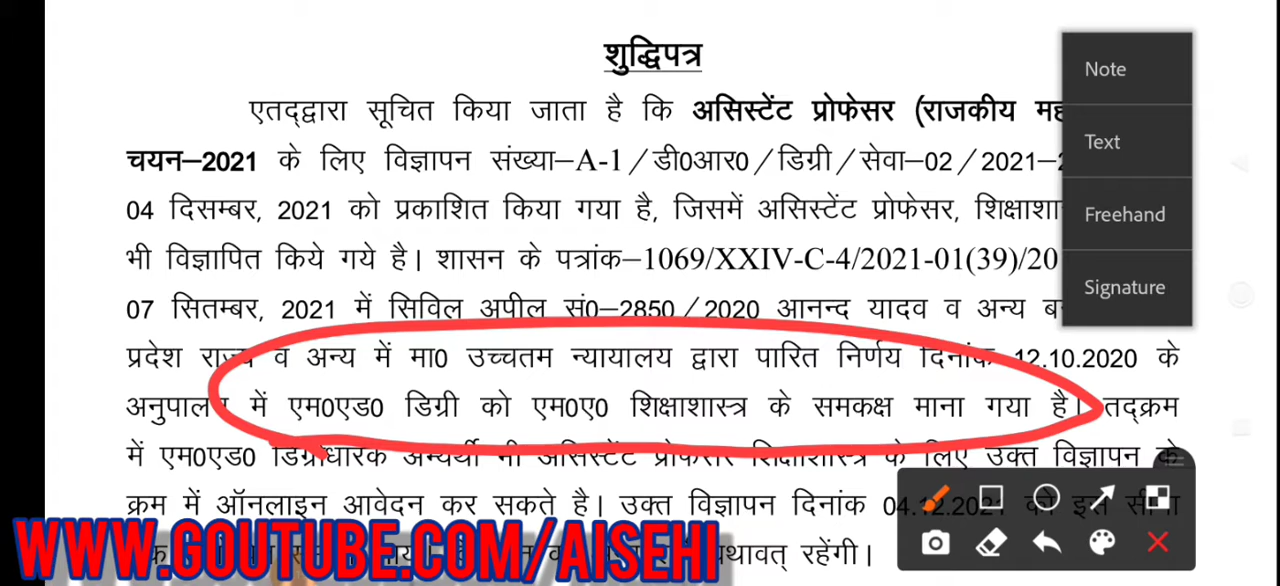 शुद्धिपत्र
एतद्द्वारा सूचित किया जाता है कि असिस्टेंट प्रोफेसर (राजकीय
चयन–2021 के लिए विज्ञापन संख्या–A-1/डी0आर0/डिग्री/सेवा–02/2021–
04 दिसम्बर, 2021 को प्रकाशित किया गया है, जिसमें असिस्टेंट प्रोफेसर,
भी विज्ञापित किये गये है। शासन के पत्रांक–1069/XXIV-C-4/2021-01(39)/20
07 सितम्बर, 2021 में सिविल अपील सं0–2850/2020 आनन्द यादव व अन्य
प्रदेश राज्य व अन्य में मा0 उच्चतम न्यायालय द्वारा पारित निर्णय दिनांक 12.10.2020 के
अनुपालन में एम0एड0 डिग्री को एम0ए0 शिक्षाशास्त्र के समकक्ष माना गया है। तद्क्रम
में एम0एड0 डिग्रीधारक अभ्यर्थी भी असिस्टेंट प्रोफेसर शिक्षाशास्त्र के लिए उक्त विज्ञापन के
क्रम में ऑनलाइन आवेदन कर सकते है। उक्त विज्ञापन दिनांक 04.12.2021 को इस सीमा
यथावत् रहेंगी।
WWW.GOUTUBE.COM/AISEHI
Note
Text
Freehand
Signature